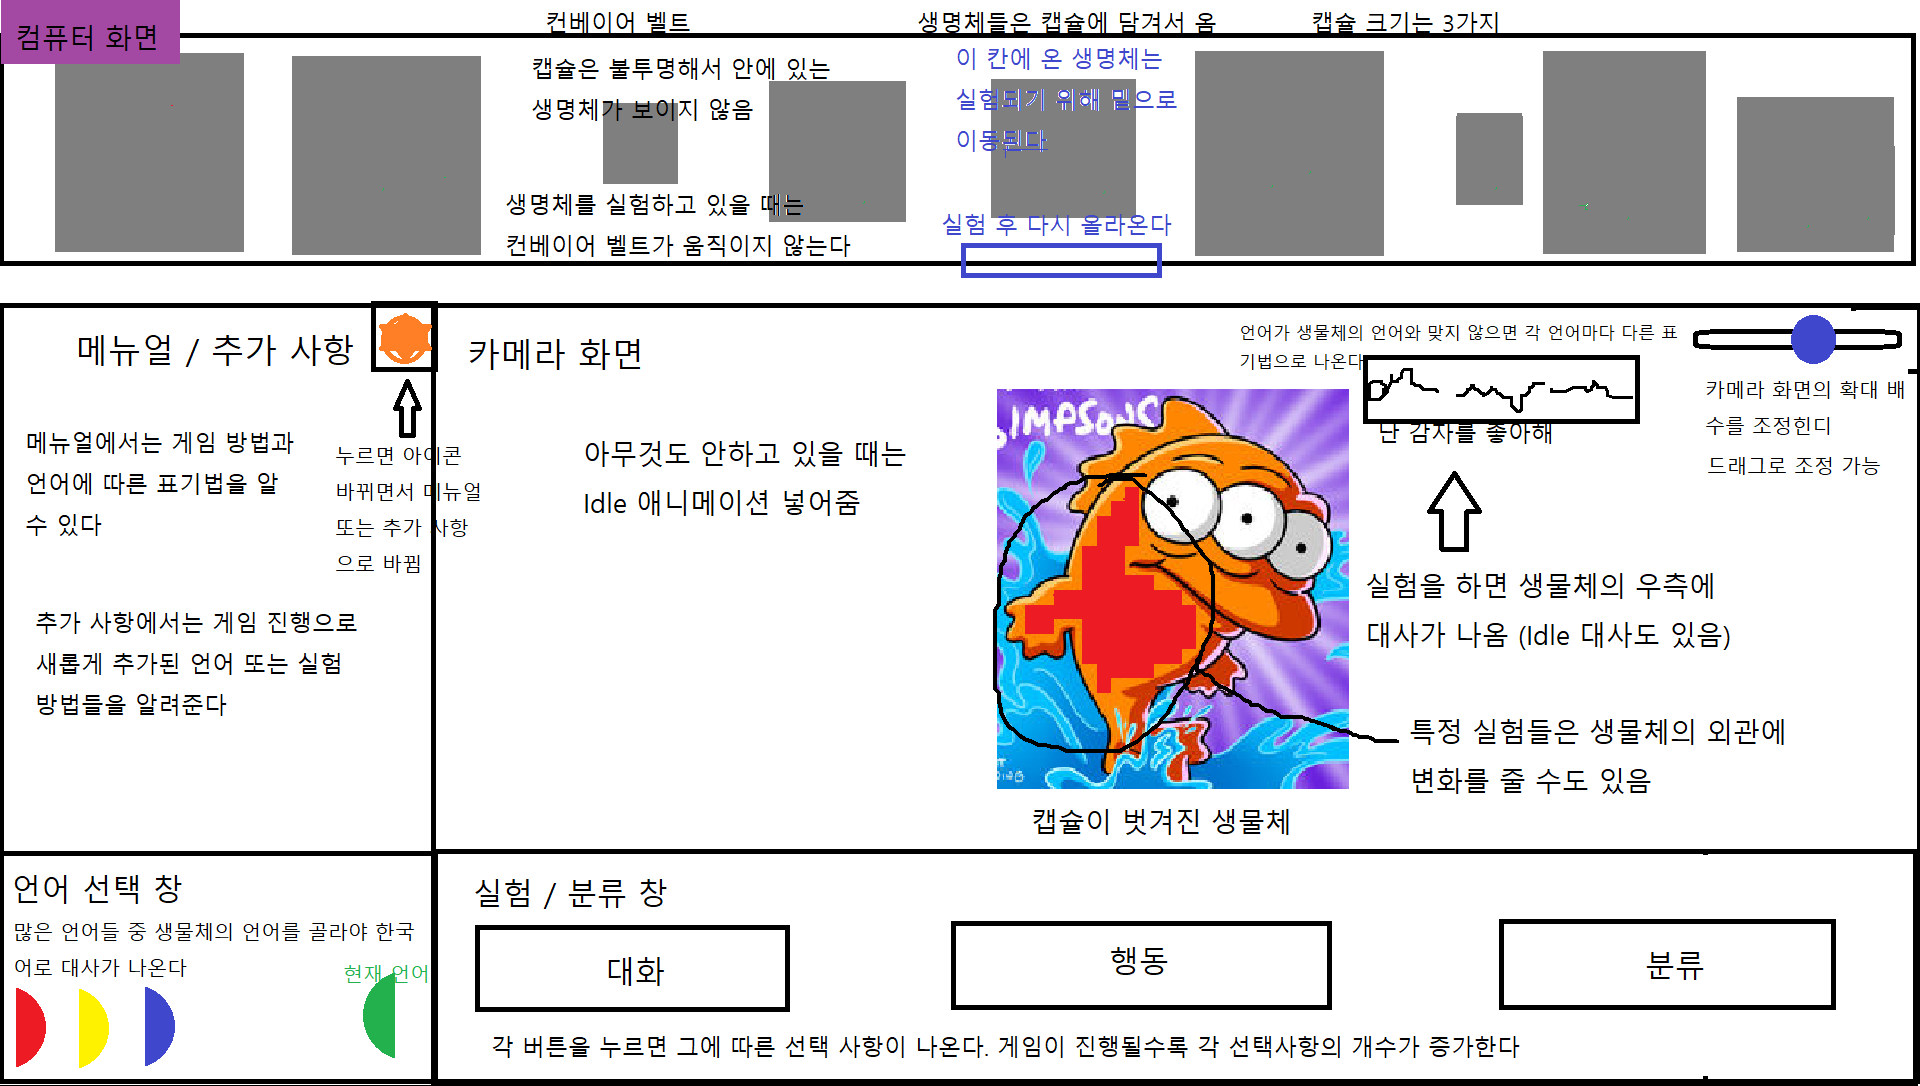 컴퓨터 화면
컨베이어 벨트
생명체들은 캡슐에 담겨서 옴
캡슐 크기는 3가지
캡슐은 불투명해서 안에 있는
생명체가 보이지 않음
이 칸에 온 생명체는
실험되기 위해 밑으로
이동된다
생명체를 실험하고 있을 때는
컨베이어 벨트가 움직이지 않는다
실험 후 다시 올라온다
메뉴얼 / 추가 사항
메뉴얼에서는 게임 방법과
언어에 따른 표기법을 알
수 있다
누르면 아이콘
바뀌면서 메뉴얼
또는 추가 사항
으로 바뀜
추가 사항에서는 게임 진행으로
새롭게 추가된 언어 또는 실험
방법들을 알려준다
카메라 화면
아무것도 안하고 있을 때는
Idle 애니메이션 넣어줌
IMPSONS
언어가 생물체의 언어와 맞지 않으면 각 언어마다 다른 표
기법으로 나온다
난 감자를 좋아해
카메라 화면의 확대 배
수를 조정힌디
드래그로 조정 가능
실험을 하면 생물체의 우측에
대사가 나옴 (Idle 대사도 있음)
특정 실험들은 생물체의 외관에
변화를 줄 수도 있음
캡슐이 벗겨진 생물체
언어 선택 창
많은 언어들 중 생물체의 언어를 골라야 한국
어로 대사가 나온다
현재 언어
실험 / 분류 창
대화
행동
분류
각 버튼을 누르면 그에 따른 선택 사항이 나온다. 게임이 진행될수록 각 선택사항의 개수가 증가한다